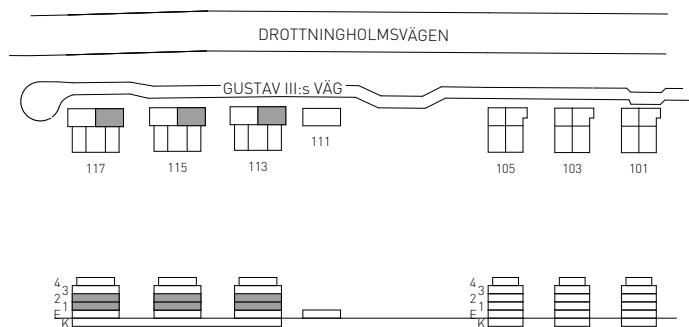 DROTTNINGHOLMSVÄGEN
GUSTAV III:s VÄG
117 115 113 111 105 103 101
4 4
3 3
2 2
1 1
E E
K K